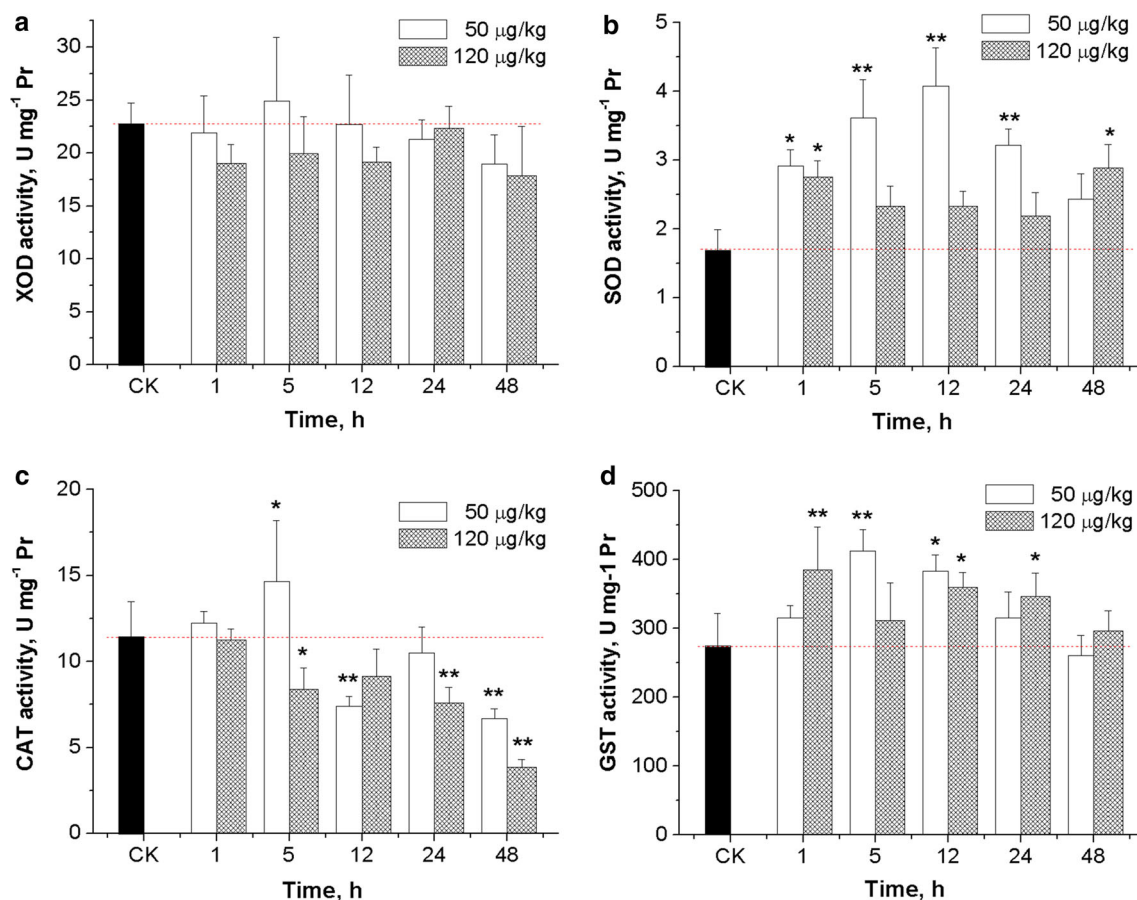 a
50 µg/kg
120 µg/kg
XOD activity, U mg⁻¹ Pr
30
25
20
15
10
5
0
CK 1 5 12 24 48
Time, h
b
50 µg/kg
120 µg/kg
SOD activity, U mg⁻¹ Pr
5
4
3
2
1
0
* * ** ** ** *
CK 1 5 12 24 48
Time, h
c
50 µg/kg
120 µg/kg
CAT activity, U mg⁻¹ Pr
20
15
10
5
0
* * ** ** ** **
CK 1 5 12 24 48
Time, h
d
50 µg/kg
120 µg/kg
GST activity, U mg-1 Pr
500
400
300
200
100
0
** ** * * *
CK 1 5 12 24 48
Time, h